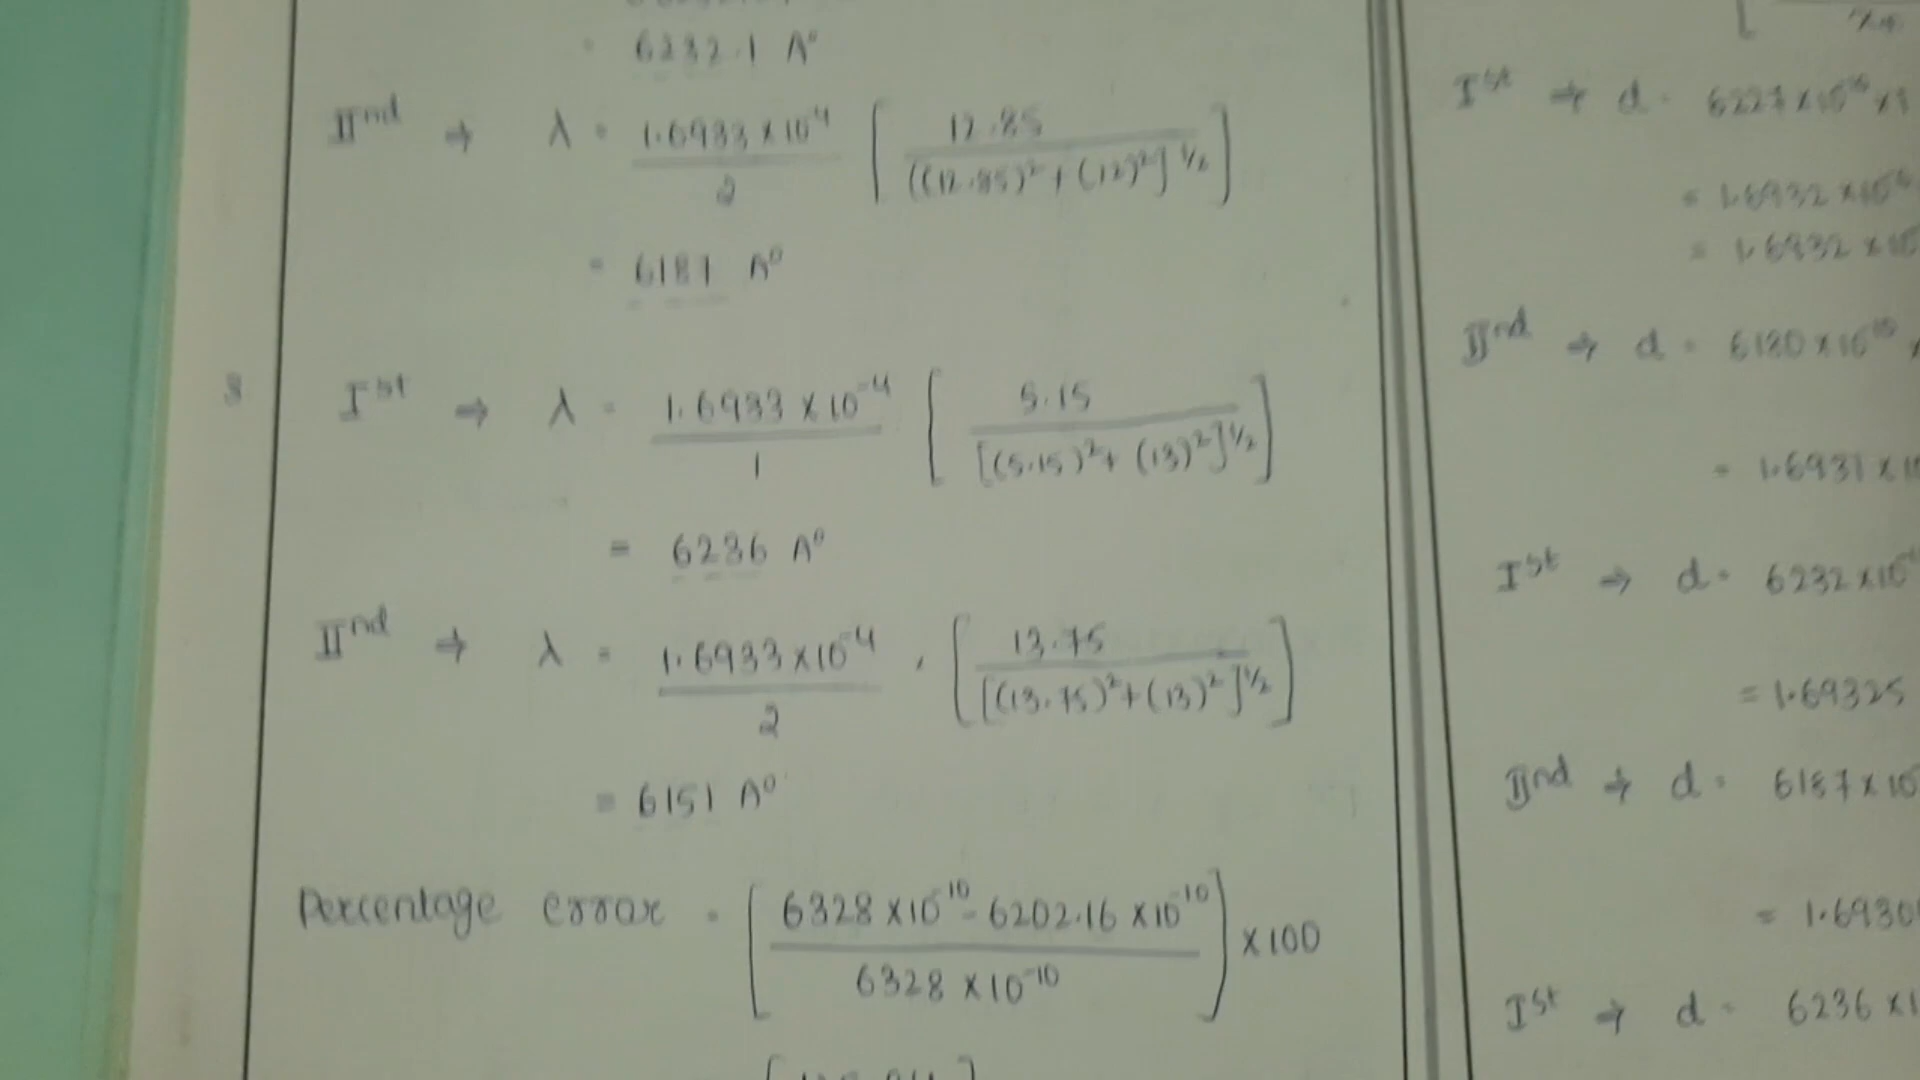 = 6232.1 A°
IInd → λ = 1.6933 x 10^-4 / 2 [ 12.85 / ((12.85)² + (12)²]^1/2 ]
= 6187 A°
3 Ist → λ = 1.6933 x 10^-4 / 1 [ 5.15 / [(5.15)² + (13)²]^1/2 ]
= 6236 A°
IInd → λ = 1.6933 x 10^-4 / 2 . [ 13.75 / [(13.75)² + (13)²]^1/2 ]
= 6151 A°
Percentage error = [ 6328 x 10^-10 - 6202.16 x 10^-10 / 6328 x 10^-10 ] x 100
Ist → d = 6227 x 10
= 1.6932 x 10
= 1.6932 x 10
IInd → d = 6180 x 10^-10
= 1.6931 x 10
Ist → d = 6232 x 10
= 1.69325
IInd → d = 6187 x 10
= 1.6930
Ist → d = 6236 x 1